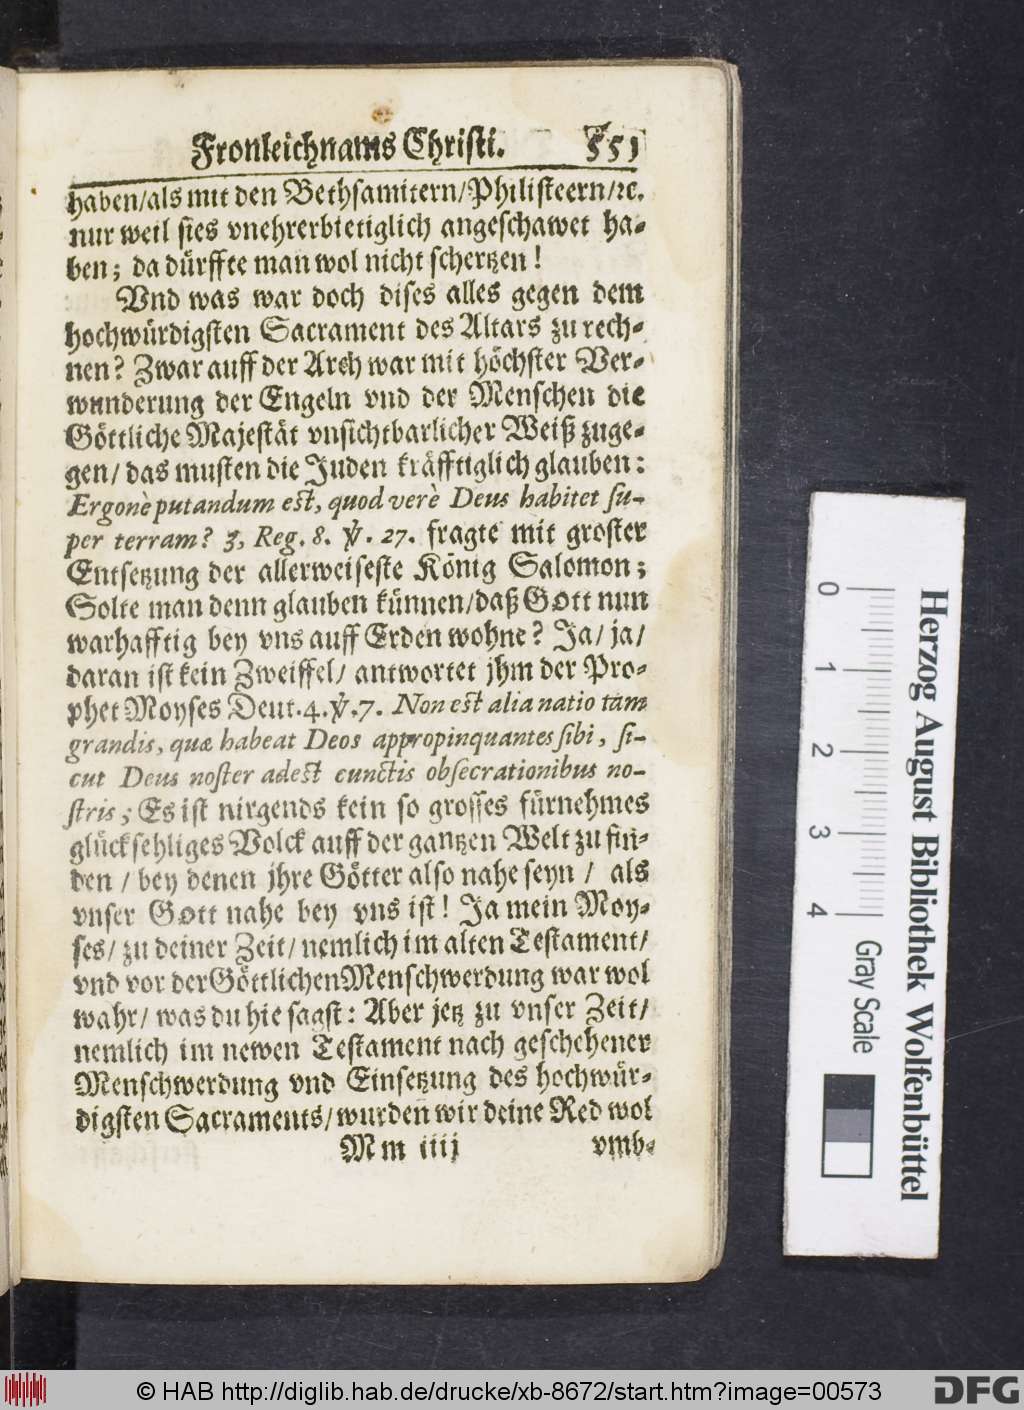 Fronleichnams Christi. 551
haben/als mit den Bethsamitern/Philisteern/ꝛc.
nur weil sies vnehrerbietiglich angeschawet ha-
ben; da dürffte man wol nicht schertzen!
Vnd was war doch dises alles gegen dem
hochwürdigsten Sacrament des Altars zu rech-
nen? Zwar auff der Arch war mit höchster Ver-
wunderung der Engeln vnd der Menschen die
Göttliche Majestät vnsichtbarlicher Weiß zuge-
gen/ das musten die Juden kräfftiglich glauben:
Ergonè putandum est, quod verè Deus habitet su-
per terram? 3, Reg. 8. ℣. 27. fragte mit groster
Entsetzung der allerweiseste König Salomon;
Solte man denn glauben künnen/daß Gott nun
warhafftig bey vns auff Erden wohne? Ja/ ja/
daran ist kein Zweiffel/ antwortet jhm der Pro-
phet Moyses Deut.4.℣.7. Non est alia natio tam
grandis, quæ habeat Deos appropinquantes sibi, si-
cut Deus noster adest cunctis obsecrationibus no-
stris; Es ist nirgends kein so grosses fürnehmes
glücksehliges Volck auff der gantzen Welt zu fin-
den / bey denen jhre Götter also nahe seyn / als
vnser Gott nahe bey vns ist! Ja mein Moy-
ses/ zu deiner Zeit/ nemlich im alten Testament/
vnd vor der Göttlichen Menschwerdung war wol
wahr/ was du hie sagst: Aber jetz zu vnser Zeit/
nemlich im newen Testament nach geschehener
Menschwerdung vnd Einsetzung des hochwür-
digsten Sacraments/wurden wir deine Red wol
Mm iiij vmb-
0 1 2 3 4 Gray Scale
Herzog August Bibliothek Wolfenbüttel
© HAB http://diglib.hab.de/drucke/xb-8672/start.htm?image=00573
DFG